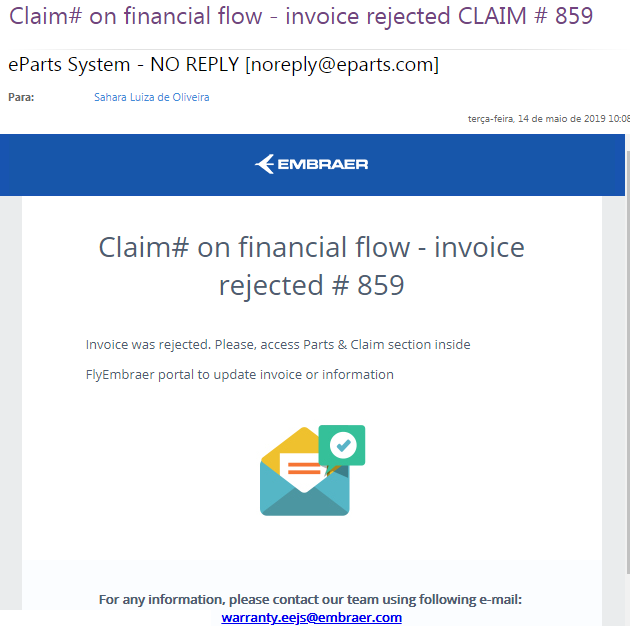 Claim# on financial flow - invoice rejected CLAIM # 859
eParts System - NO REPLY [noreply@eparts.com]
Para: Sahara Luiza de Oliveira
terça-feira, 14 de maio de 2019 10:08
EMBRAER
Claim# on financial flow - invoice
rejected # 859
Invoice was rejected. Please, access Parts & Claim section inside
FlyEmbraer portal to update invoice or information
For any information, please contact our team using following e-mail:
warranty.eejs@embraer.com